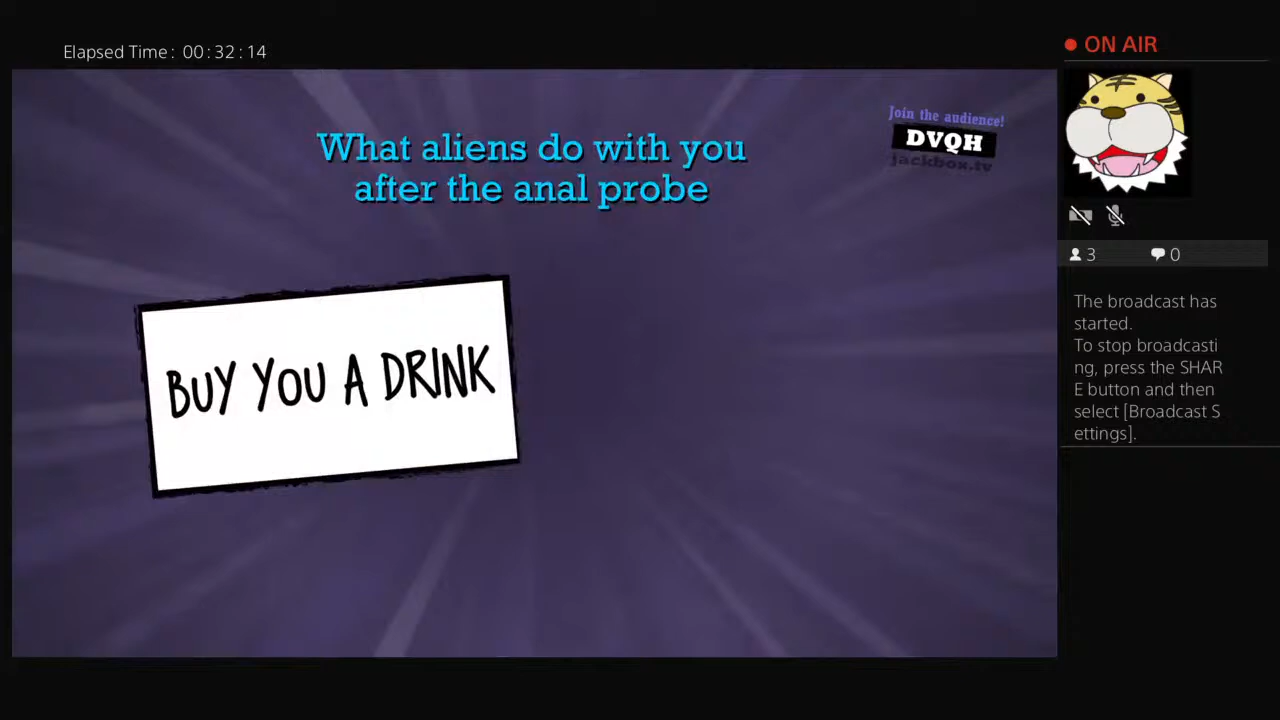 Elapsed Time: 00:32:14
ON AIR
What aliens do with you
after the anal probe
Join the audience!
DVQH
jackbox.tv
BUY YOU A DRINK
3
0
The broadcast has
started.
To stop broadcasti
ng, press the SHAR
E button and then
select [Broadcast S
ettings].